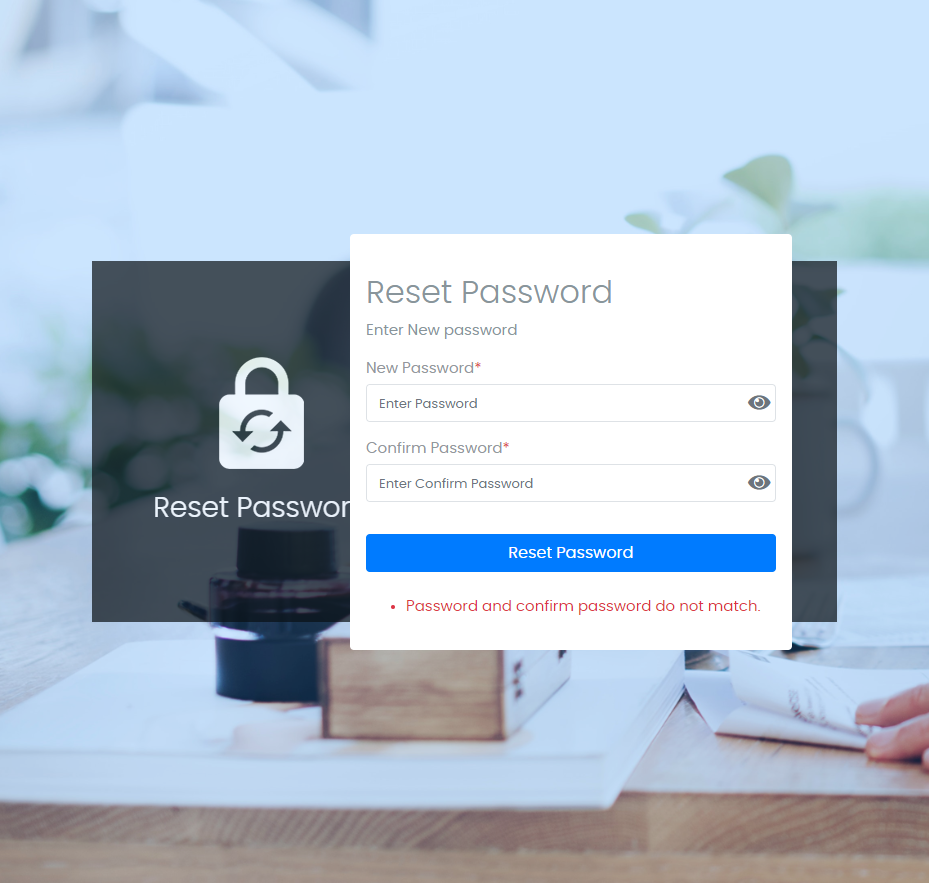 Reset Password
Enter New password
New Password*
Enter Password
Confirm Password*
Enter Confirm Password
Reset Passwor
Reset Password
• Password and confirm password do not match.